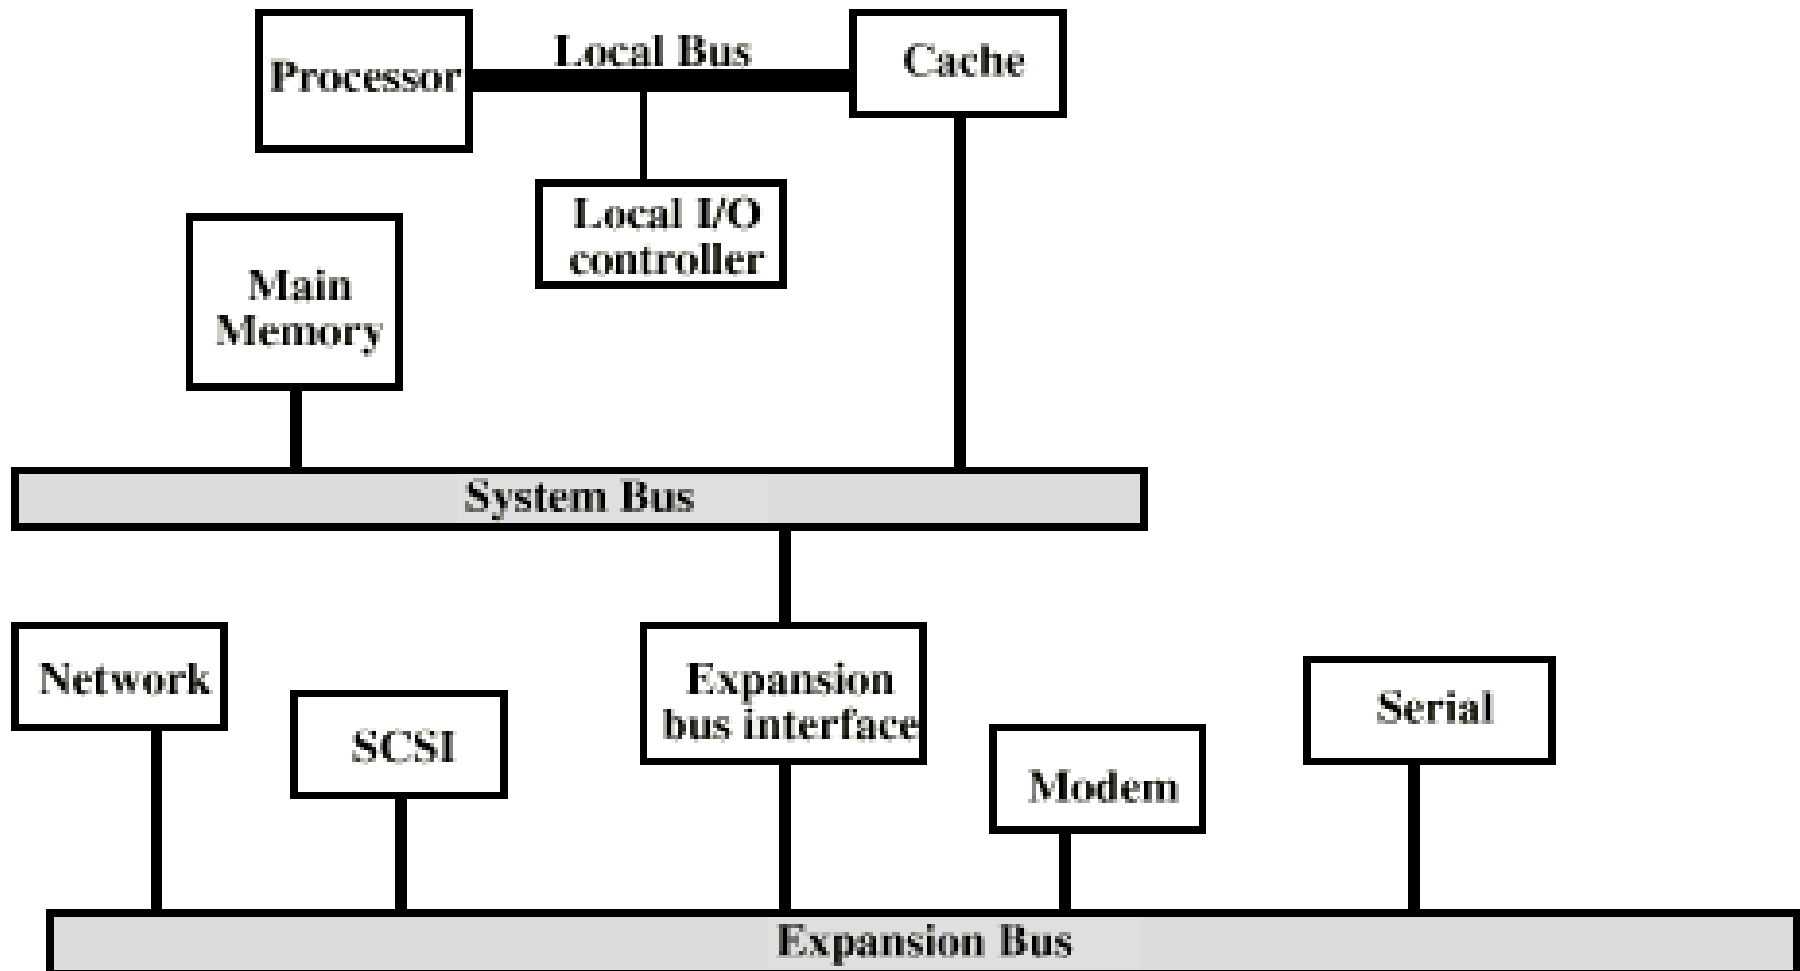 Local Bus
Processor
Cache
Local I/O
controller
Main
Memory
System Bus
Network
SCSI
Expansion
bus interface
Modem
Serial
Expansion Bus